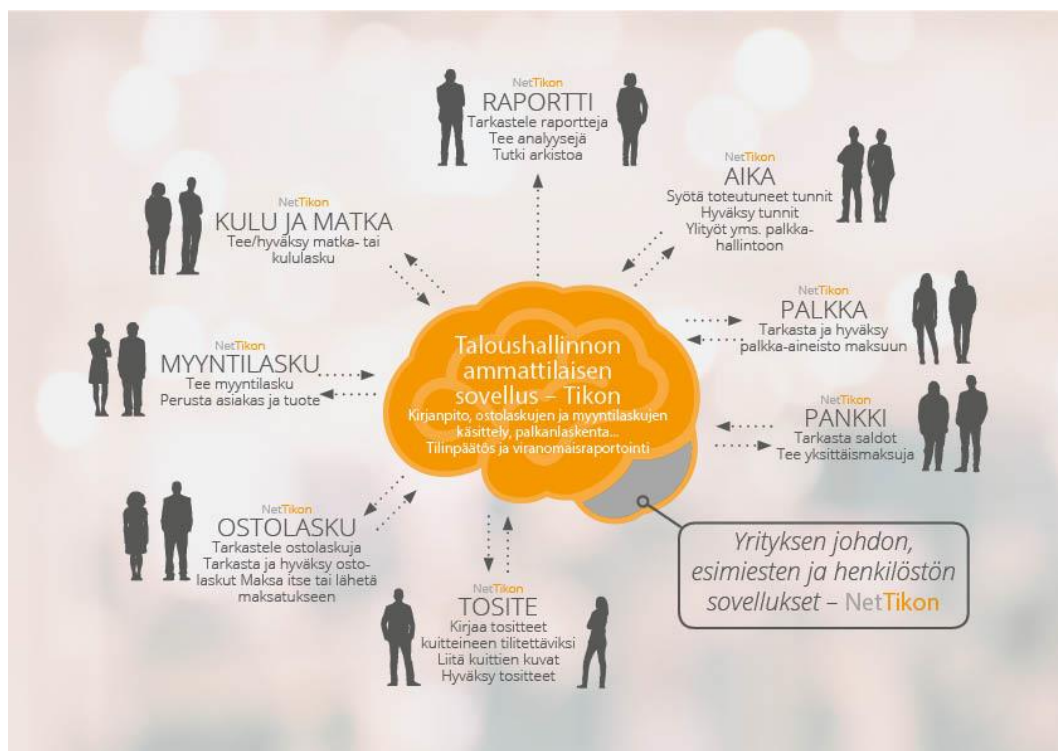 NetTikon
RAPORTTI
Tarkastele raportteja
Tee analyysejä
Tutki arkistoa
NetTikon
AIKA
Syötä toteutuneet tunnit
Hyväksy tunnit
Ylityöt yms. palkka-
hallintoon
NetTikon
KULU JA MATKA
Tee/hyväksy matka- tai
kululasku
NetTikon
PALKKA
Tarkasta ja hyväksy
palkka-aineisto maksuun
NetTikon
MYYNTILASKU
Tee myyntilasku
Perusta asiakas ja tuote
Taloushallinnon
ammattilaisen
sovellus – Tikon
Kirjanpito, ostolaskujen ja myyntilaskujen
käsittely, palkanlaskenta...
Tilinpäätös ja viranomaisraportointi
NetTikon
PANKKI
Tarkasta saldot
Tee yksittäismaksuja
NetTikon
OSTOLASKU
Tarkastele ostolaskuja
Tarkasta ja hyväksy osto-
laskut Maksa itse tai lähetä
maksatukseen
NetTikon
TOSITE
Kirjaa tositteet
kuitteineen tilitettäviksi
Liitä kuittien kuvat
Hyväksy tositteet
Yrityksen johdon,
esimiesten ja henkilöstön
sovellukset – NetTikon